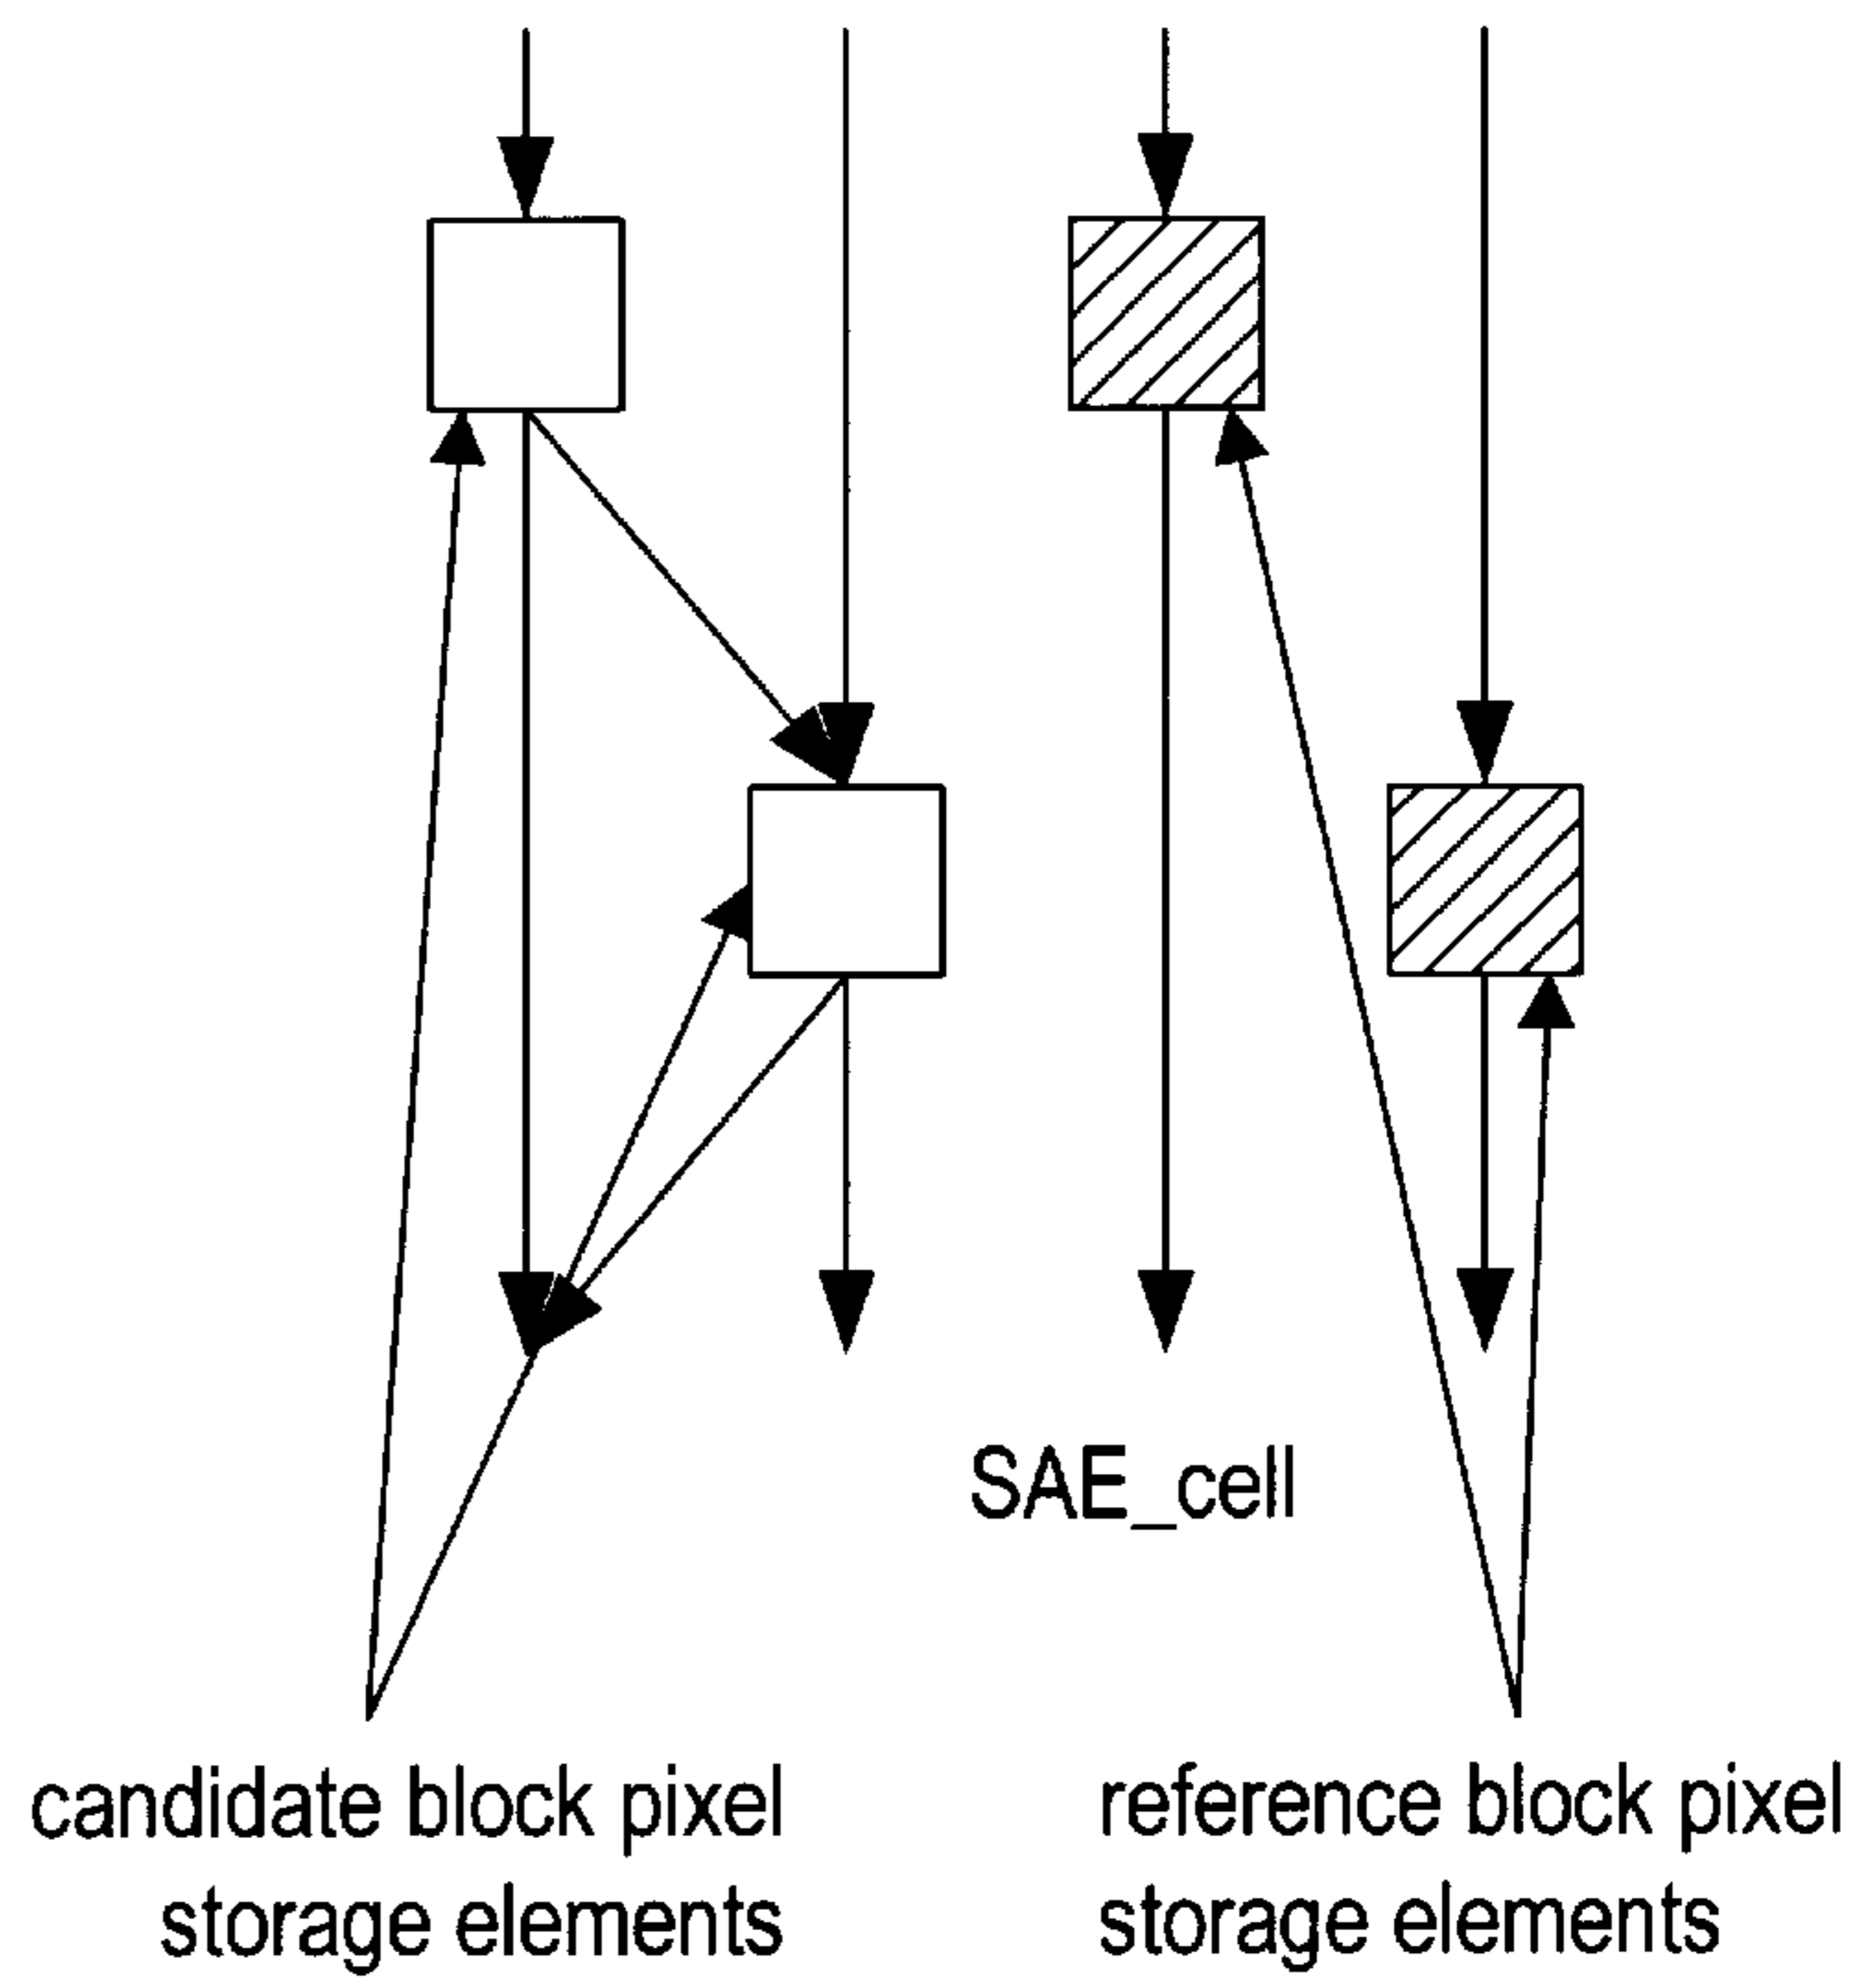 SAE_cell
candidate block pixel
storage elements
reference block pixel
storage elements